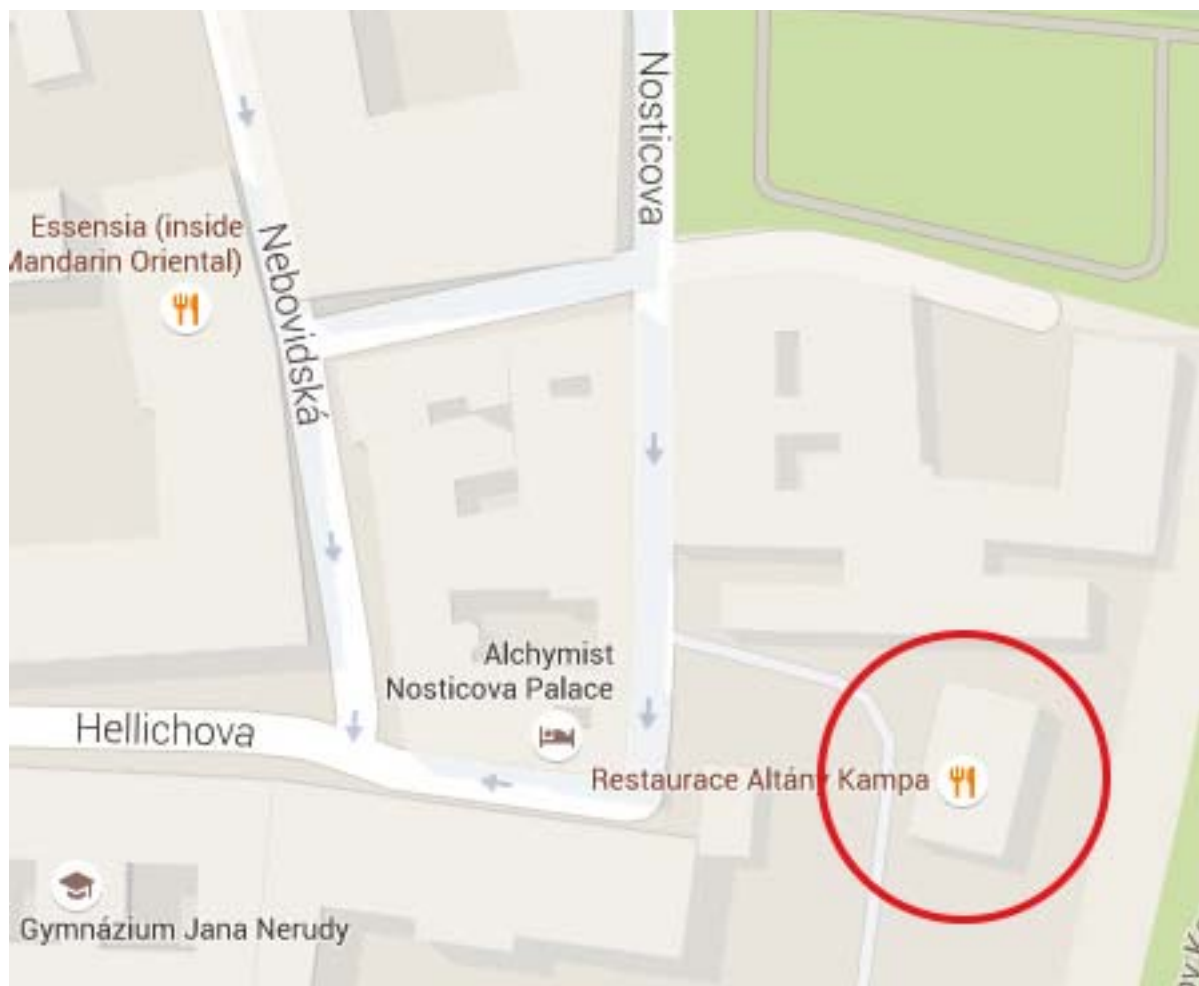 Nosticova
Essensia (inside
Mandarin Oriental)
Nebovidská
Alchymist
Nosticova Palace
Hellichova
Restaurace Altány Kampa
Gymnázium Jana Nerudy